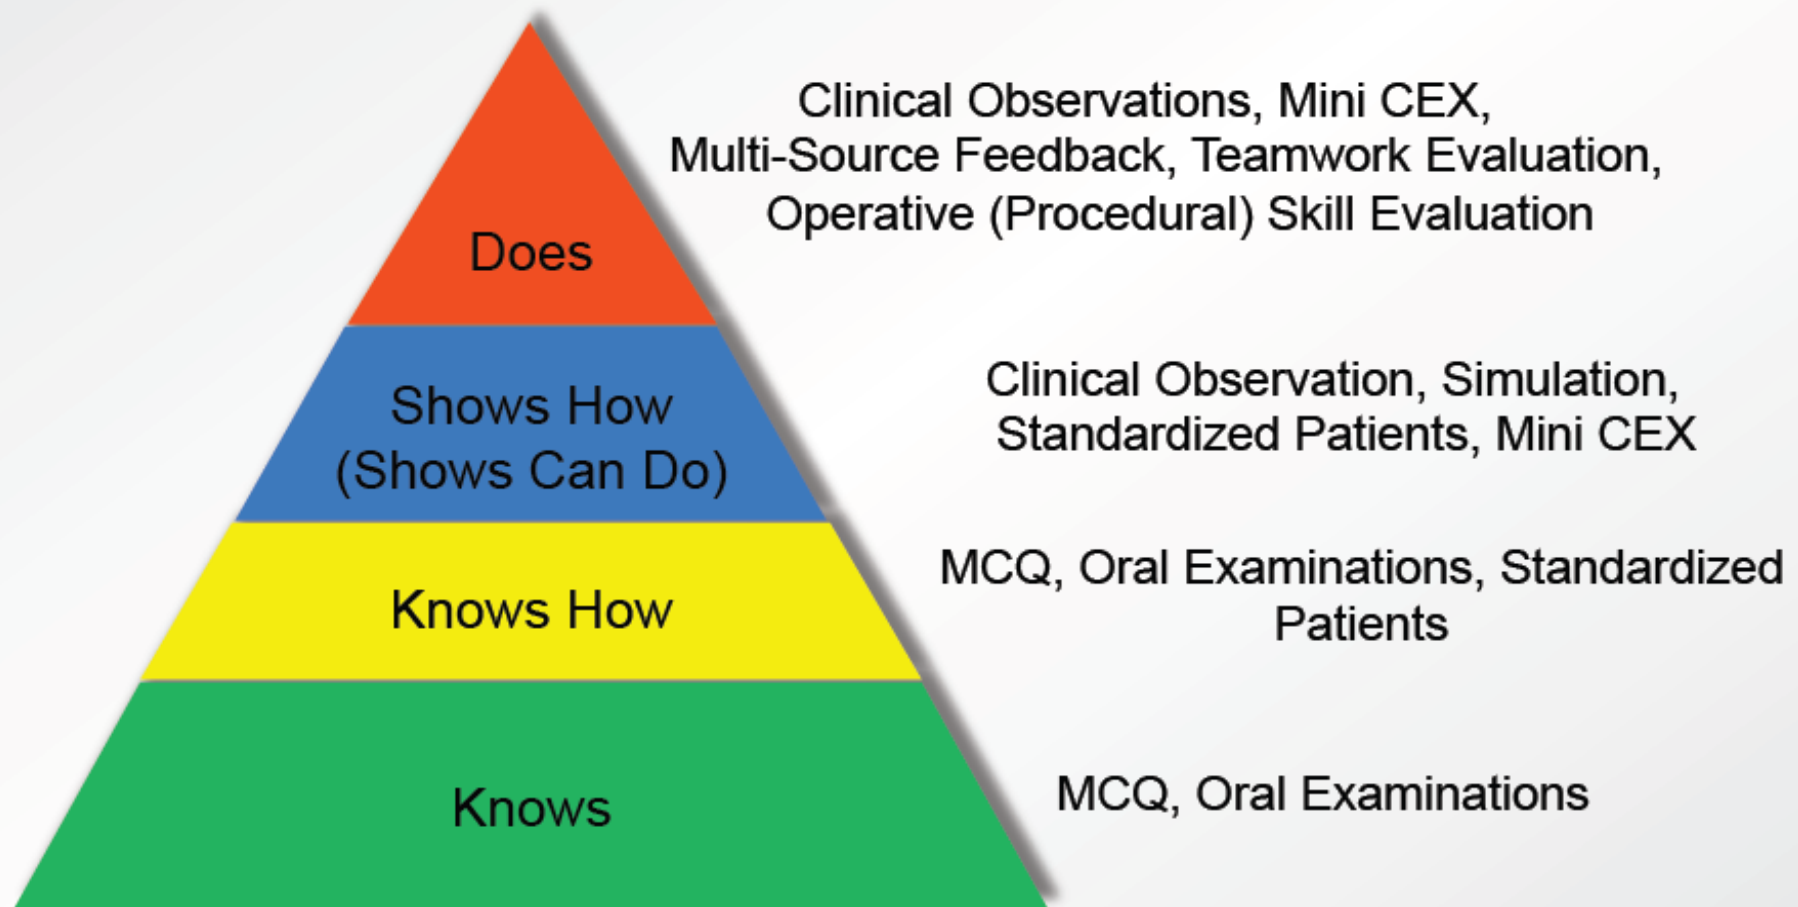 Clinical Observations, Mini CEX,
Multi-Source Feedback, Teamwork Evaluation,
Operative (Procedural) Skill Evaluation
Does
Clinical Observation, Simulation,
Standardized Patients, Mini CEX
Shows How
(Shows Can Do)
MCQ, Oral Examinations, Standardized
Patients
Knows How
MCQ, Oral Examinations
Knows